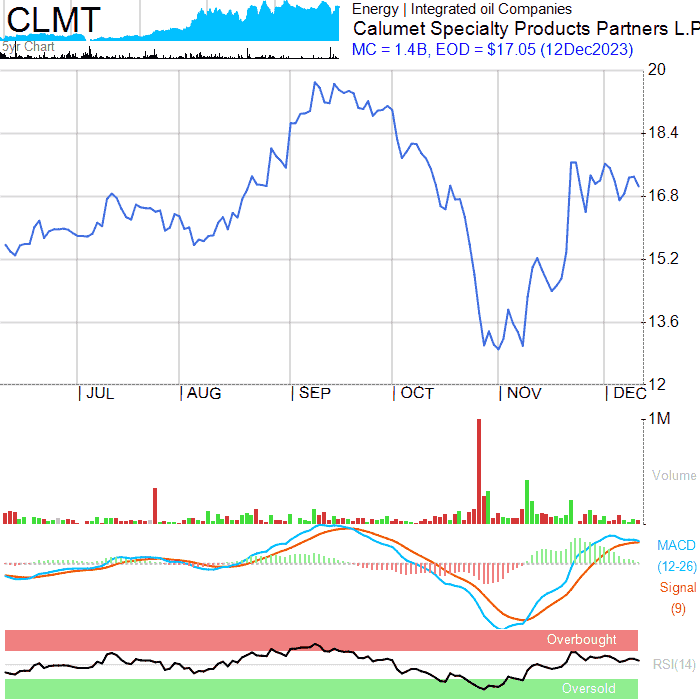 CLMT
5yr Chart
Energy | Integrated oil Companies
Calumet Specialty Products Partners L.P
MC = 1.4B, EOD = $17.05 (12Dec2023)
20
18.4
16.8
15.2
13.6
12
| JUL | AUG | SEP | OCT | NOV | DEC
1M
Volume
MACD
(12-26)
Signal
(9)
Overbought
RSI(14)
Oversold